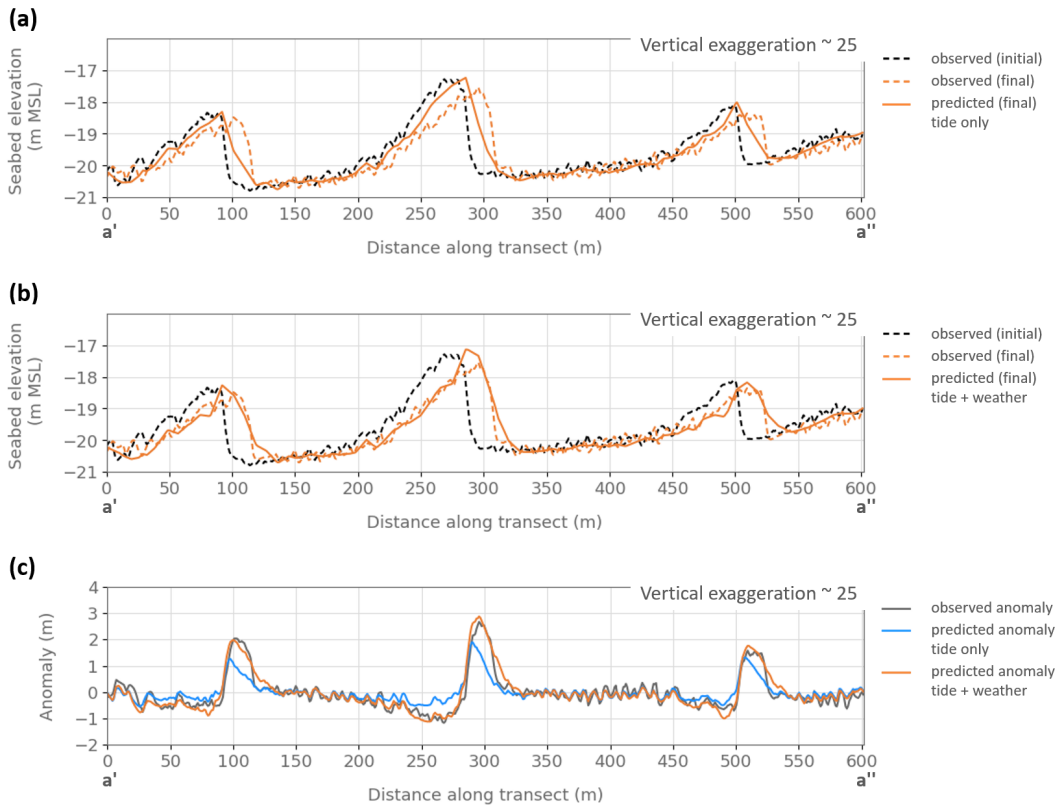 (a)
Vertical exaggeration ~ 25
−17
−18
−19
−20
−21
Seabed elevation
(m MSL)
0 50 100 150 200 250 300 350 400 450 500 550 600
a' a''
Distance along transect (m)
observed (initial)
observed (final)
predicted (final)
tide only
(b)
Vertical exaggeration ~ 25
−17
−18
−19
−20
−21
Seabed elevation
(m MSL)
0 50 100 150 200 250 300 350 400 450 500 550 600
a' a''
Distance along transect (m)
observed (initial)
observed (final)
predicted (final)
tide + weather
(c)
Vertical exaggeration ~ 25
4
3
2
1
0
−1
−2
Anomaly (m)
0 50 100 150 200 250 300 350 400 450 500 550 600
a' a''
Distance along transect (m)
observed anomaly
predicted anomaly
tide only
predicted anomaly
tide + weather